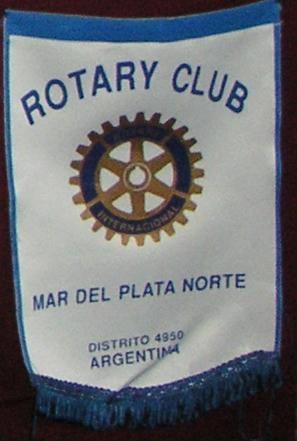 ROTARY CLUB
ROTARY
INTERNACIONAL
MAR DEL PLATA NORTE
DISTRITO 4950
ARGENTINA